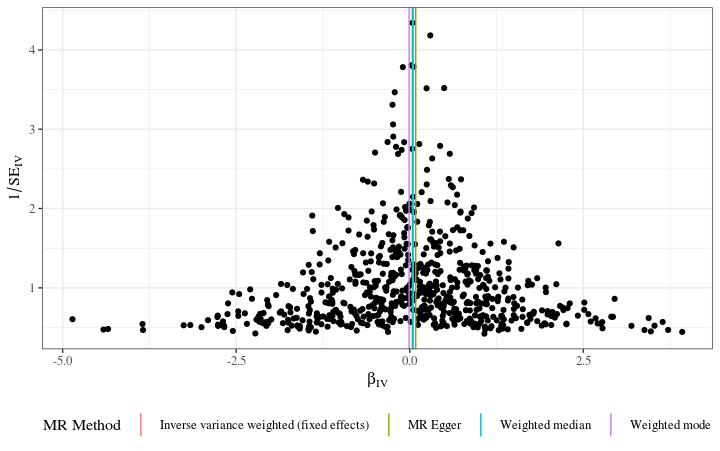 4
3
2
1
1/SE_IV
-5.0 -2.5 0.0 2.5
β_IV
MR Method Inverse variance weighted (fixed effects) MR Egger Weighted median Weighted mode